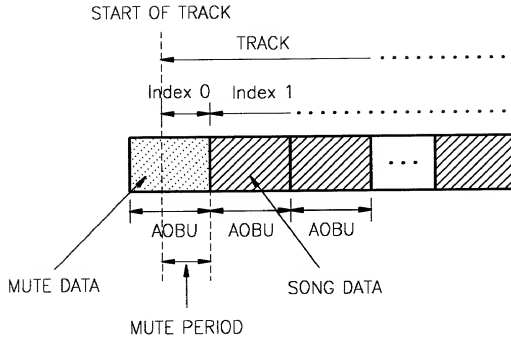 START OF TRACK
TRACK
Index 0 Index 1
AOBU AOBU AOBU
MUTE DATA
SONG DATA
MUTE PERIOD